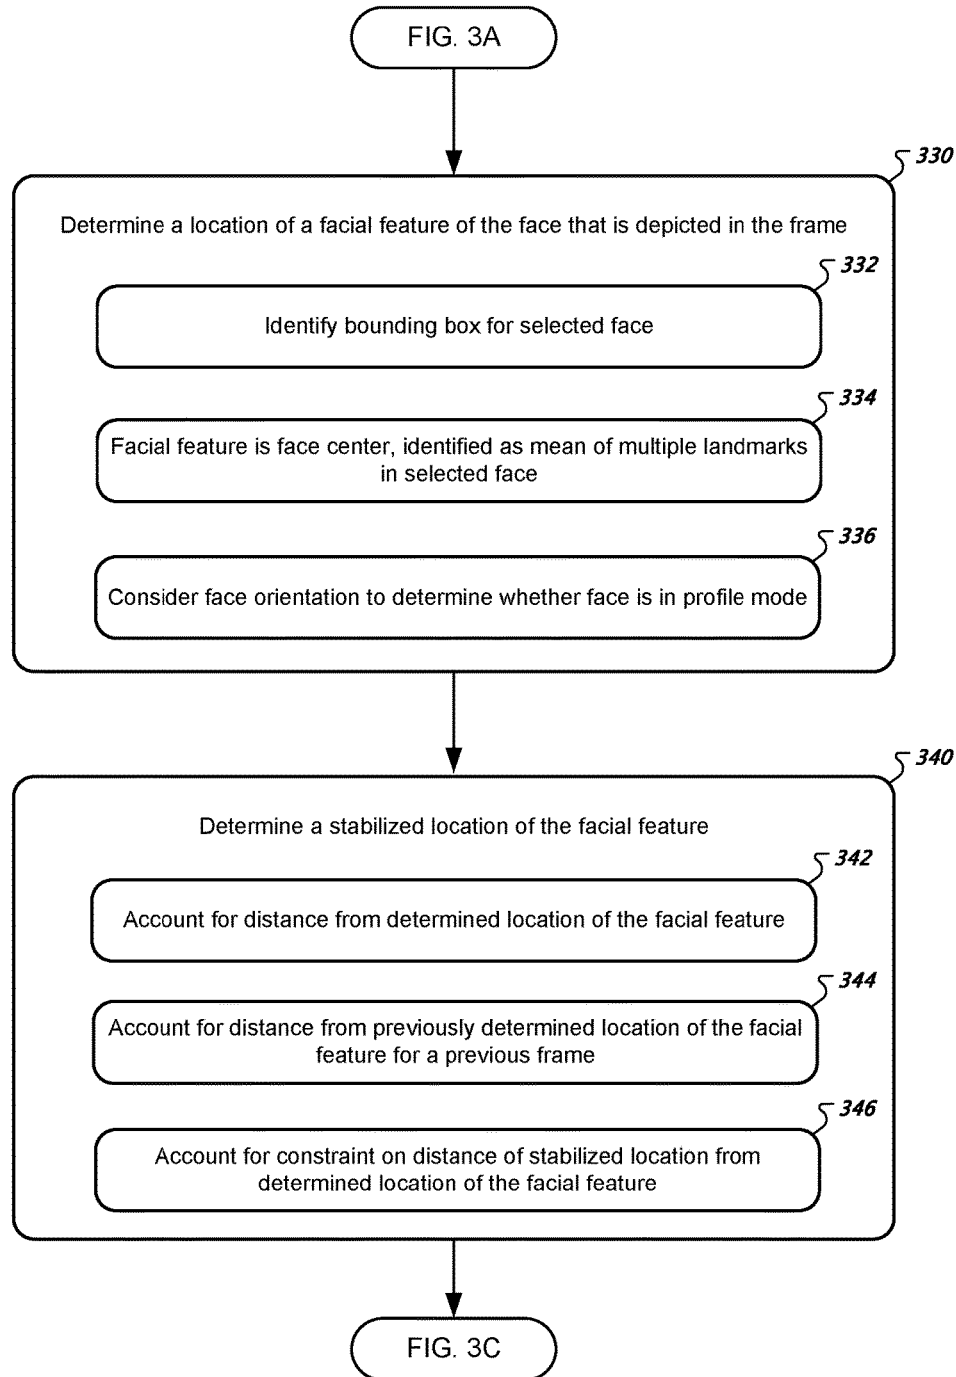 FIG. 3A
330
Determine a location of a facial feature of the face that is depicted in the frame
332
Identify bounding box for selected face
334
Facial feature is face center, identified as mean of multiple landmarks
in selected face
336
Consider face orientation to determine whether face is in profile mode
340
Determine a stabilized location of the facial feature
342
Account for distance from determined location of the facial feature
344
Account for distance from previously determined location of the facial
feature for a previous frame
346
Account for constraint on distance of stabilized location from
determined location of the facial feature
FIG. 3C